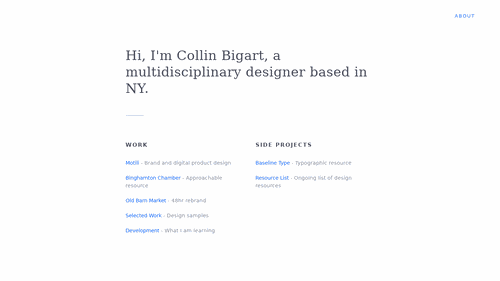 ABOUT
Hi, I'm Collin Bigart, a
multidisciplinary designer based in
NY.
WORK
Motili - Brand and digital product design
Binghamton Chamber - Approachable
resource
Old Barn Market - 48hr rebrand
Selected Work - Design samples
Development - What I am learning
SIDE PROJECTS
Baseline Type - Typographic resource
Resource List - Ongoing list of design
resources